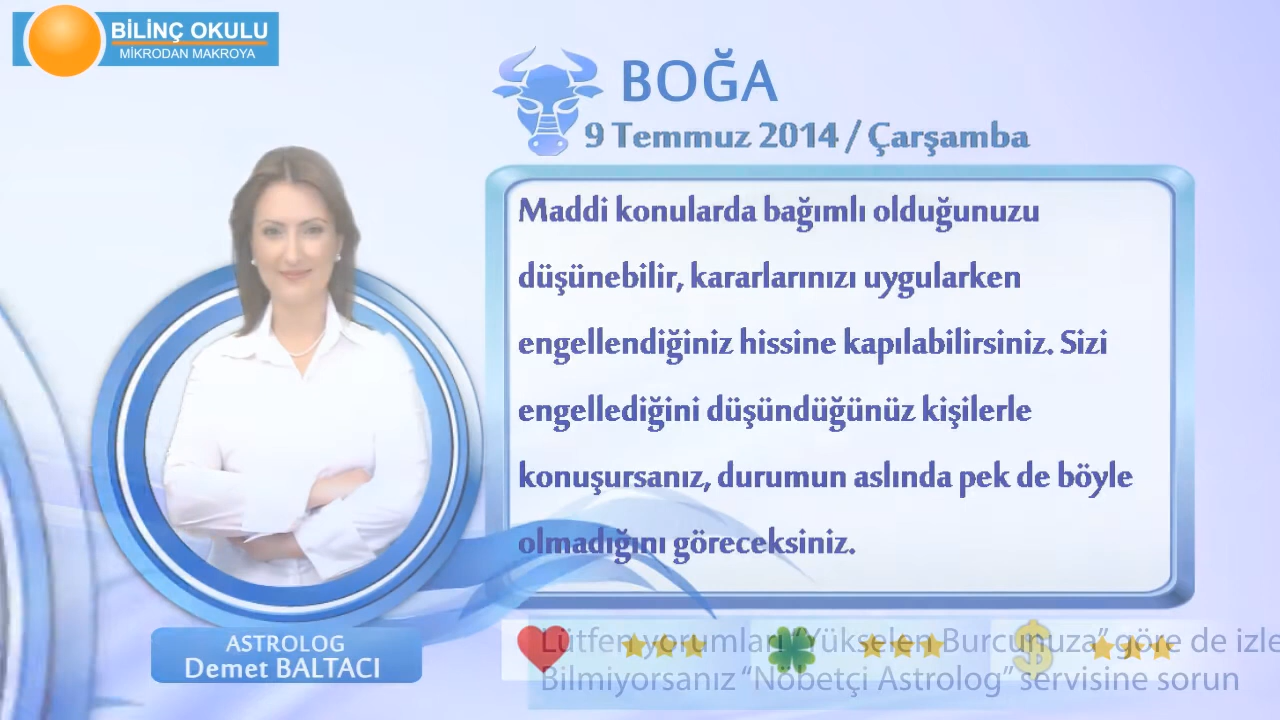 BİLİNÇ OKULU
MİKRODAN MAKROYA
BOĞA
9 Temmuz 2014 / Çarşamba
Maddi konularda bağımlı olduğunuzu
düşünebilir, kararlarınızı uygularken
engellendiğiniz hissine kapılabilirsiniz. Sizi
engellediğini düşündüğünüz kişilerle
konuşursanız, durumun aslında pek de böyle
olmadığını göreceksiniz.
ASTROLOG
Demet BALTACI
Lütfen yorumları "Yükselen Burcunuza" göre de izle
Bilmiyorsanız "Nöbetçi Astrolog" servisine sorun